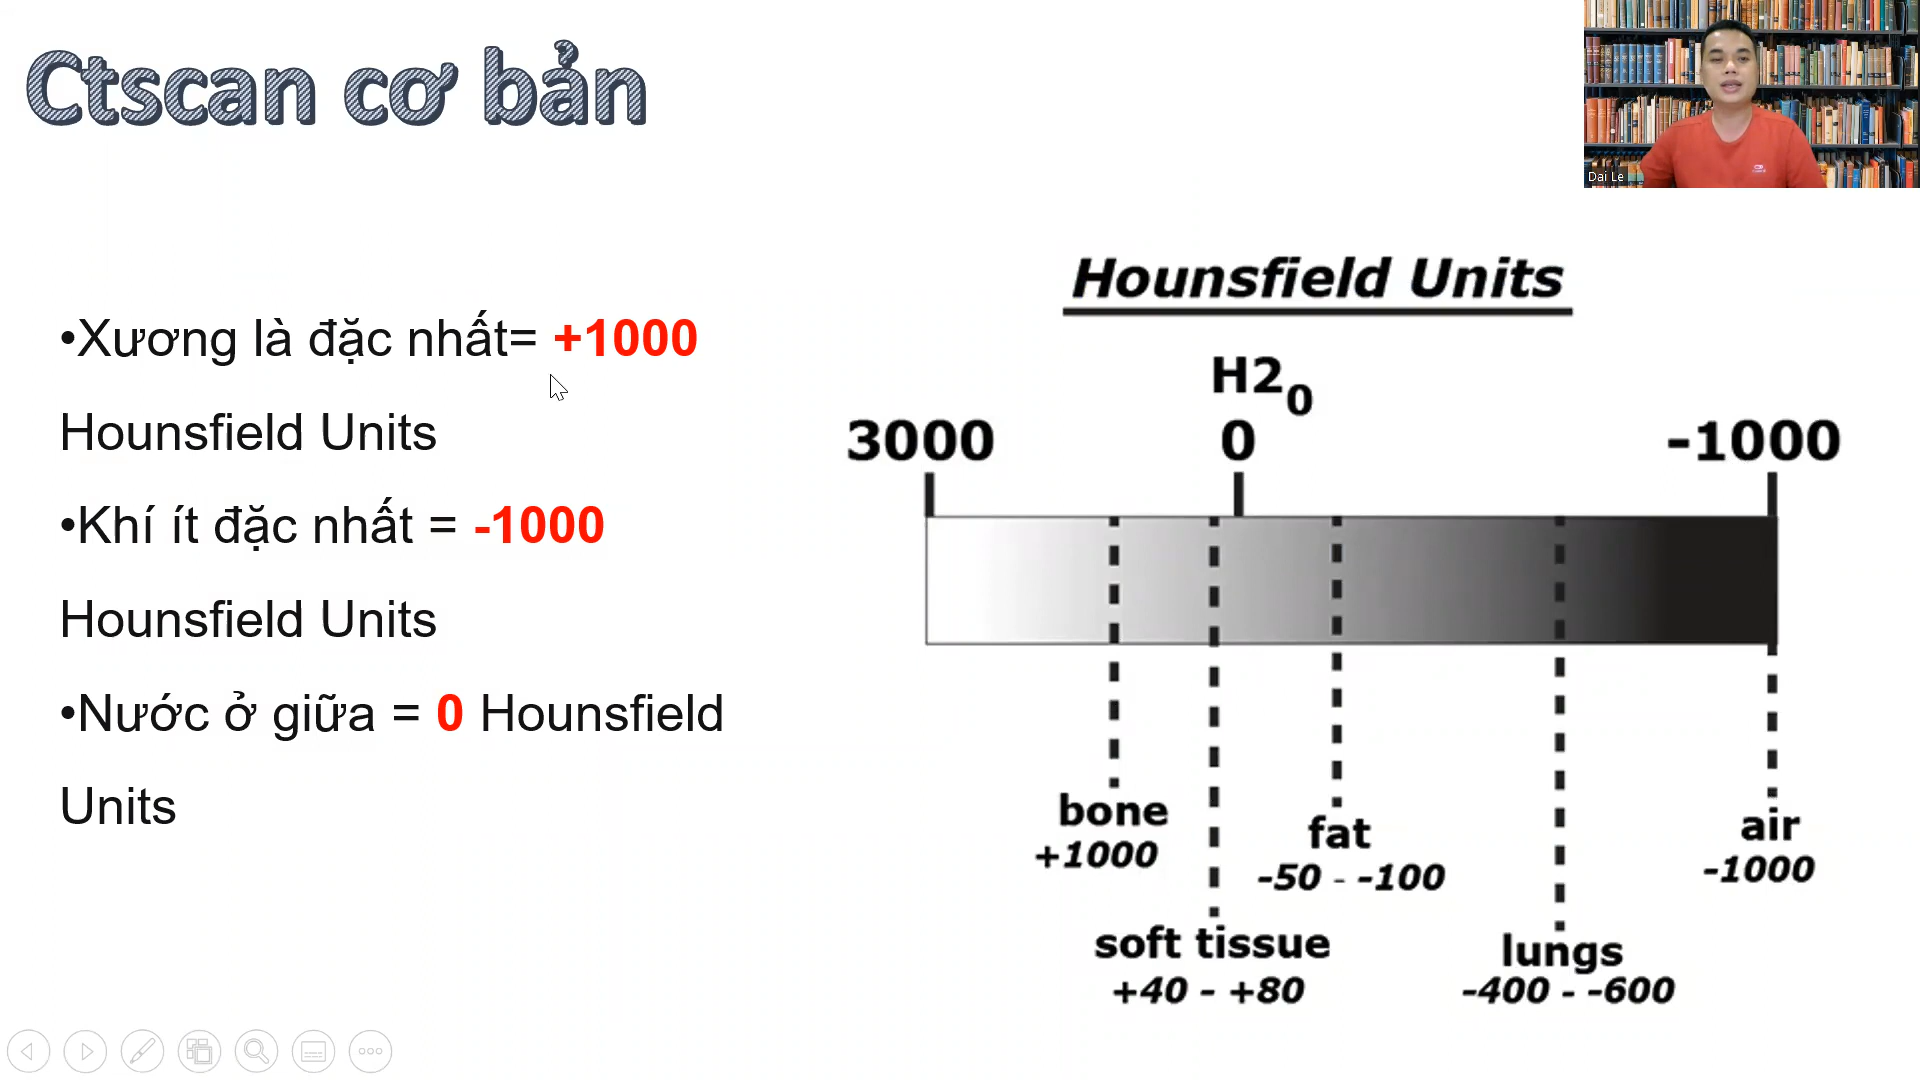 Ctscan cơ bản
Dai Le
•Xương là đặc nhất= +1000
Hounsfield Units
•Khí ít đặc nhất = -1000
Hounsfield Units
•Nước ở giữa = 0 Hounsfield
Units
Hounsfield Units
H20
3000 0 -1000
bone
+1000
fat
-50 - -100
air
-1000
soft tissue
+40 - +80
lungs
-400 - -600